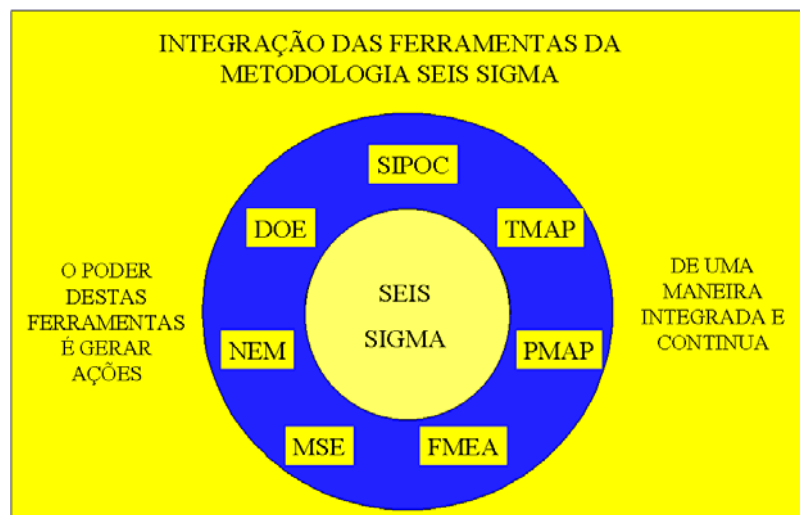 INTEGRAÇÃO DAS FERRAMENTAS DA
METODOLOGIA SEIS SIGMA
SIPOC
DOE
TMAP
O PODER
DESTAS
FERRAMENTAS
É GERAR
AÇÕES
SEIS
SIGMA
DE UMA
MANEIRA
INTEGRADA E
CONTINUA
NEM
PMAP
MSE
FMEA